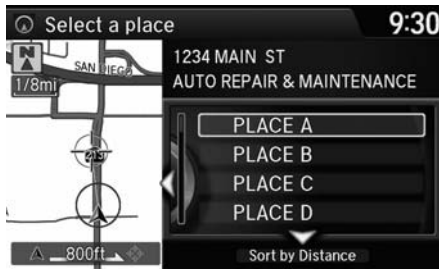 Select a place
9:30
N
SAN DIEGO
1/8mi
1234 MAIN ST
AUTO REPAIR & MAINTENANCE
PLACE A
PLACE B
PLACE C
PLACE D
800ft
Sort by Distance